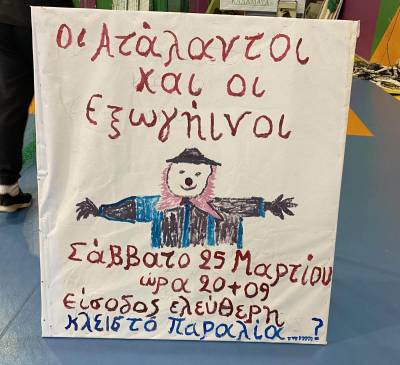 Οι Ατάλαντοι
και οι
Εξωγήινοι
Σάββατο 25 Μαρτίου
ώρα 20+09
είσοδος ελεύθερη
κλειστό Παραλία......?